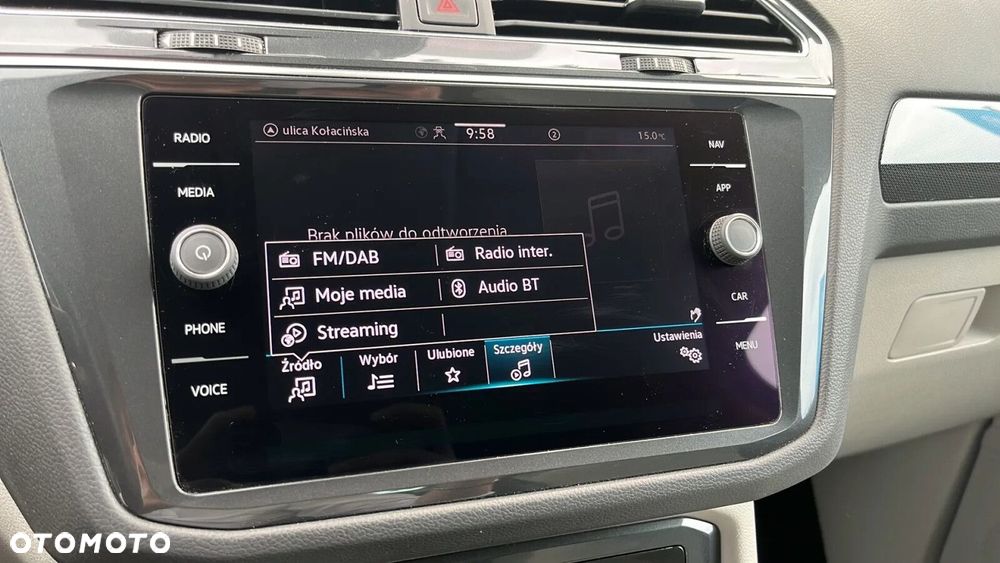 RADIO
MEDIA
PHONE
VOICE
ulica Kołacińska
9:58
2
15.0°C
Brak plików do odtworzenia
FM/DAB
Radio inter.
Moje media
Audio BT
Streaming
Źródło
Wybór
Ulubione
Szczegóły
Ustawienia
NAV
APP
CAR
MENU
OTOMOTO